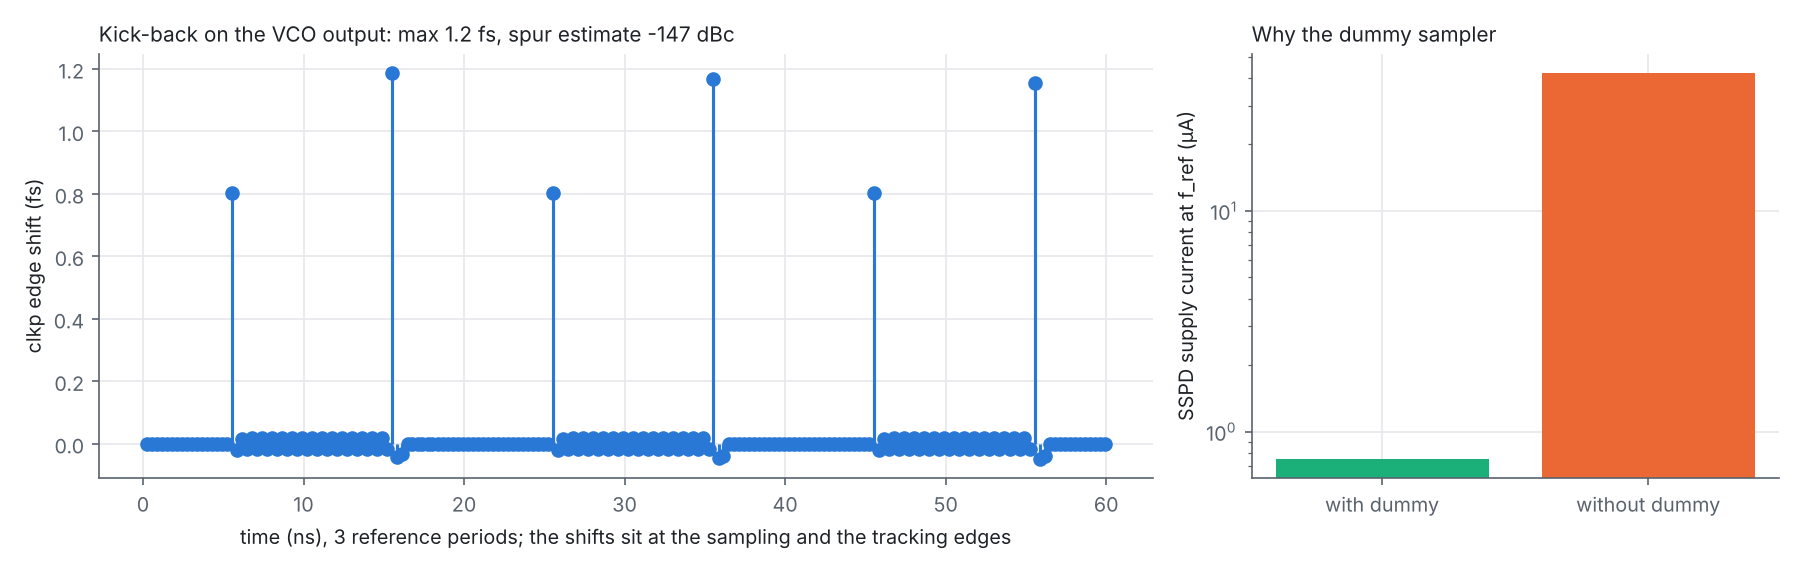 Kick-back on the VCO output: max 1.2 fs, spur estimate -147 dBc
clkp edge shift (fs)
1.2
1.0
0.8
0.6
0.4
0.2
0.0
0 10 20 30 40 50 60
time (ns), 3 reference periods; the shifts sit at the sampling and the tracking edges
Why the dummy sampler
SSPD supply current at f_ref (µA)
10¹
10⁰
with dummy without dummy